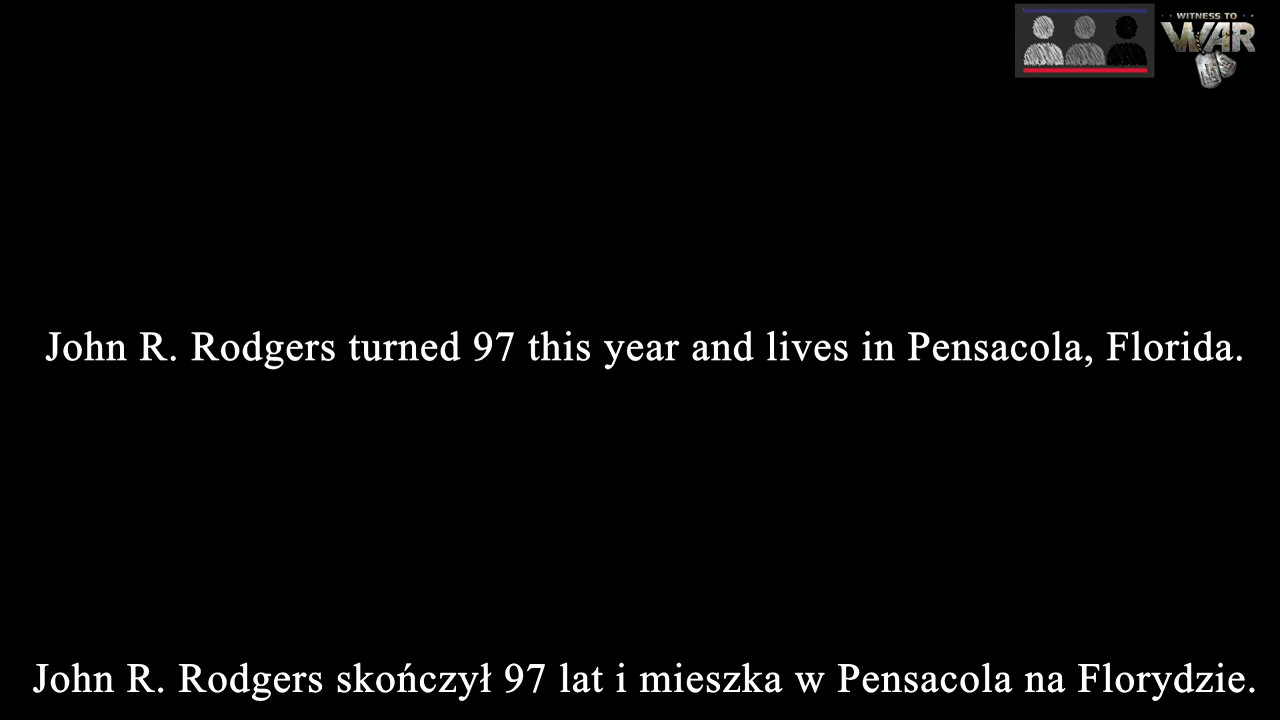 WITNESS TO
WAR
John R. Rodgers turned 97 this year and lives in Pensacola, Florida.
John R. Rodgers skończył 97 lat i mieszka w Pensacola na Florydzie.